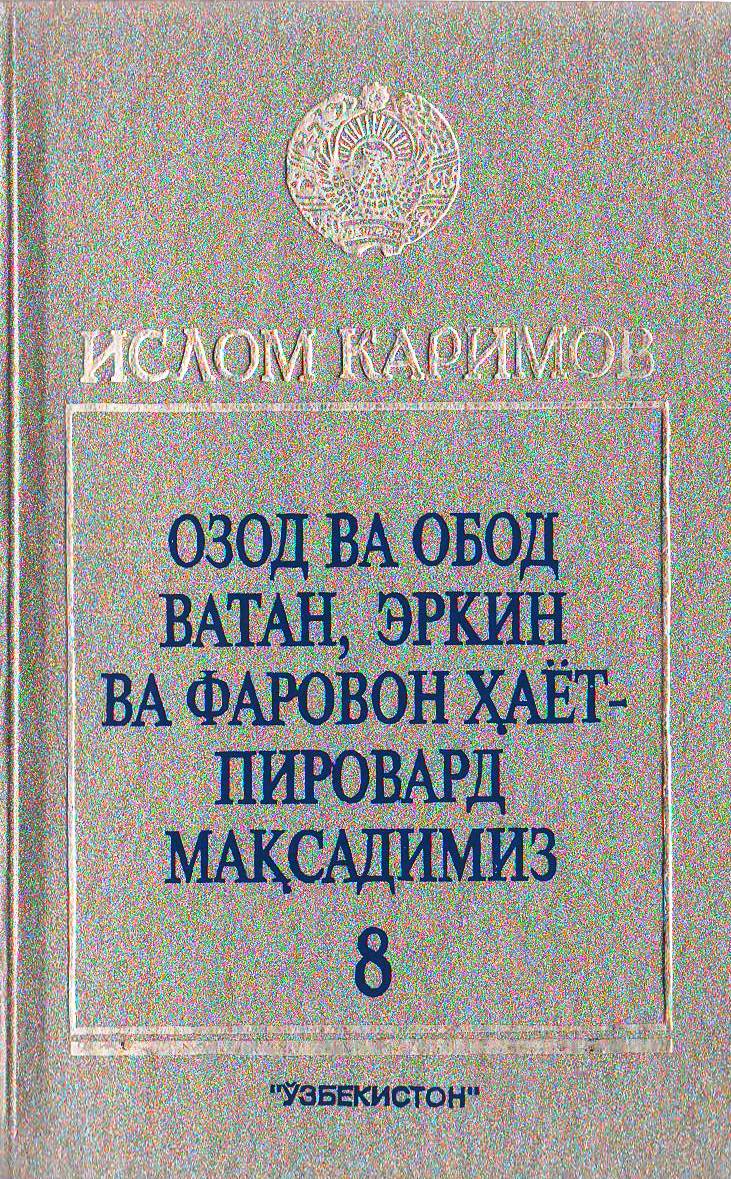 ИСЛОМ КАРИМОВ
ОЗОД ВА ОБОД
ВАТАН, ЭРКИН
ВА ФАРОВОН ҲАЁТ-
ПИРОВАРД
МАҚСАДИМИЗ
8
"ЎЗБЕКИСТОН"